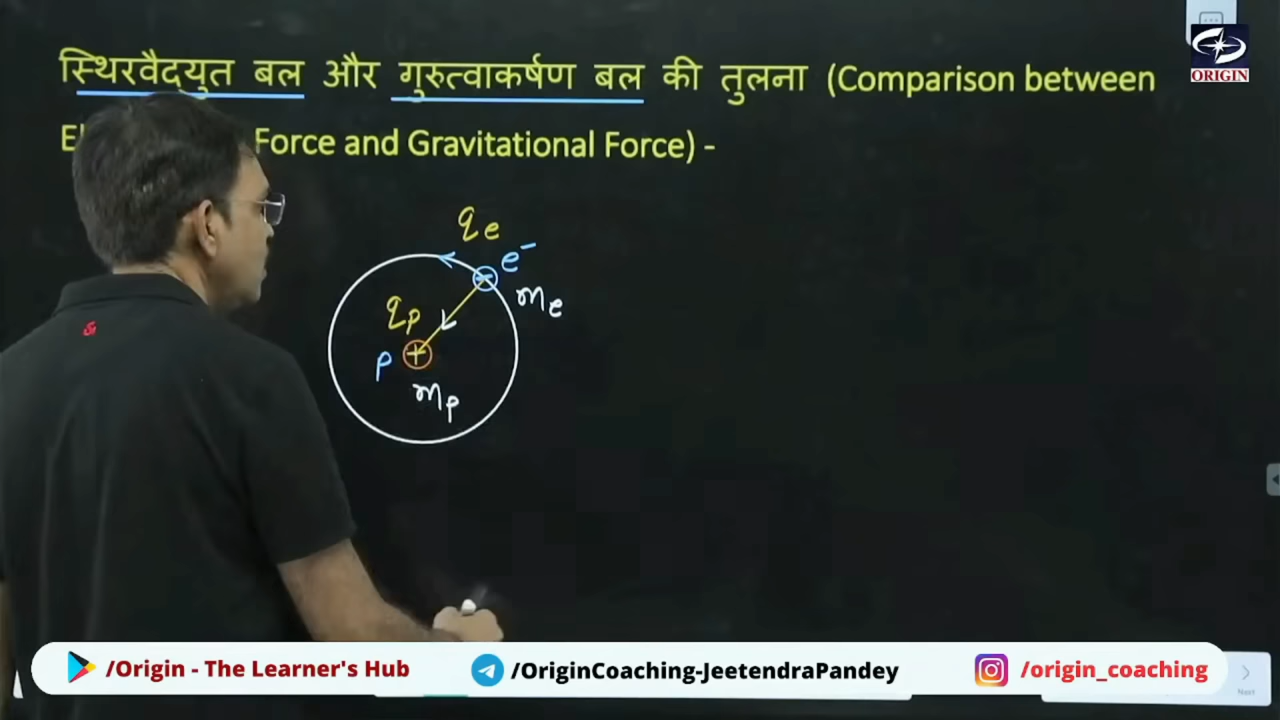 स्थिरवैद्युत बल और गुरुत्वाकर्षण बल की तुलना (Comparison between
Force and Gravitational Force) -
ORIGIN
qe
e⁻
me
qp
p
mp
/Origin - The Learner's Hub
/OriginCoaching-JeetendraPandey
/origin_coaching
Next